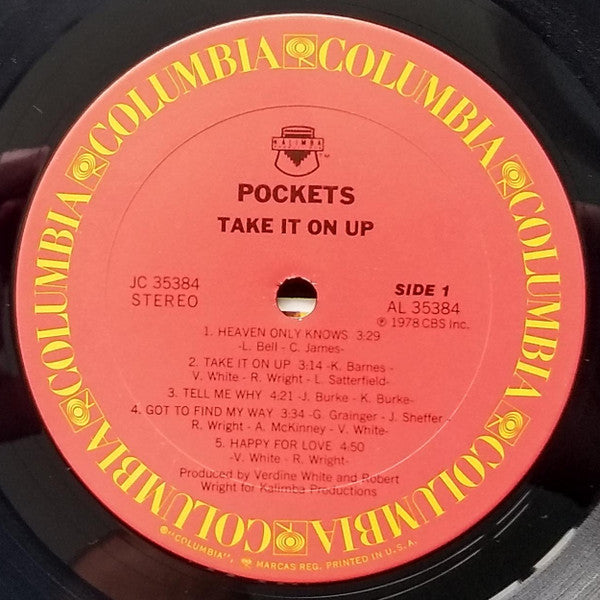 COLUMBIA COLUMBIA COLUMBIA COLUMBIA COLUMBIA COLUMBIA COLUMBIA COLUMBIA
KALIMBA
POCKETS
TAKE IT ON UP
JC 35384
STEREO
SIDE 1
AL 35384
℗ 1978 CBS Inc.
1. HEAVEN ONLY KNOWS 3:29
-L. Bell - C. James-
2. TAKE IT ON UP 3:14 -K. Barnes-
V. White - R. Wright - L. Satterfield-
3. TELL ME WHY 4:21 -J. Burke - K. Burke-
4. GOT TO FIND MY WAY 3:34 -G. Grainger - J. Sheffer -
R. Wright - A. McKinney - V. White-
5. HAPPY FOR LOVE 4:50
-V. White - R. Wright-
Produced by Verdine White and Robert
Wright for Kalimba Productions
®"COLUMBIA", MARCAS REG. PRINTED IN U.S.A.